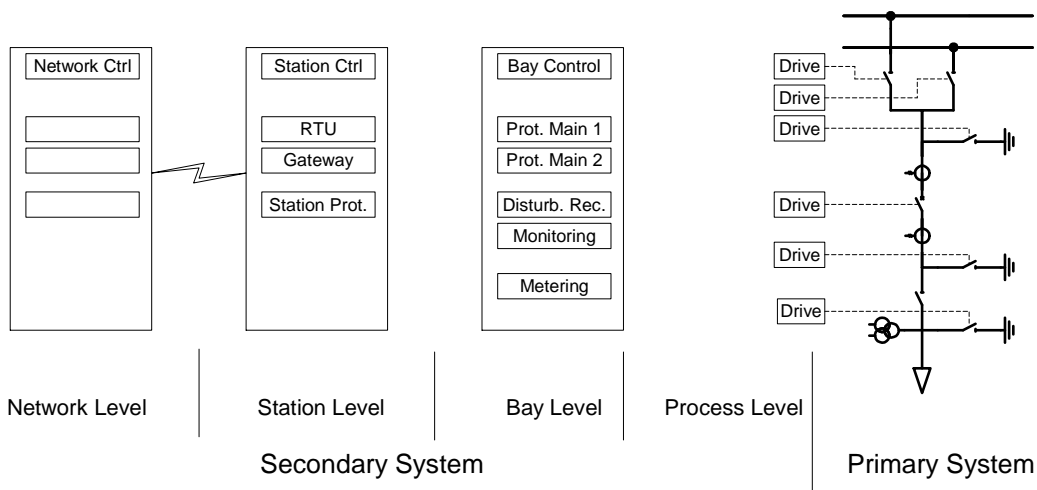 Network Ctrl
Station Ctrl
RTU
Gateway
Station Prot.
Bay Control
Prot. Main 1
Prot. Main 2
Disturb. Rec.
Monitoring
Metering
Drive
Drive
Drive
Drive
Drive
Drive
Network Level
Station Level
Bay Level
Process Level
Secondary System
Primary System